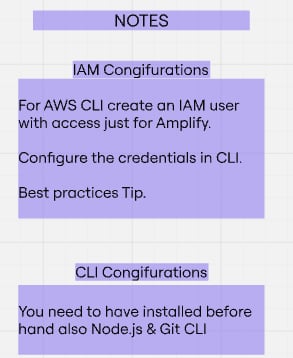 NOTES
IAM Congifurations
For AWS CLI create an IAM user
with access just for Amplify.
Configure the credentials in CLI.
Best practices Tip.
CLI Congifurations
You need to have installed before
hand also Node.js & Git CLI